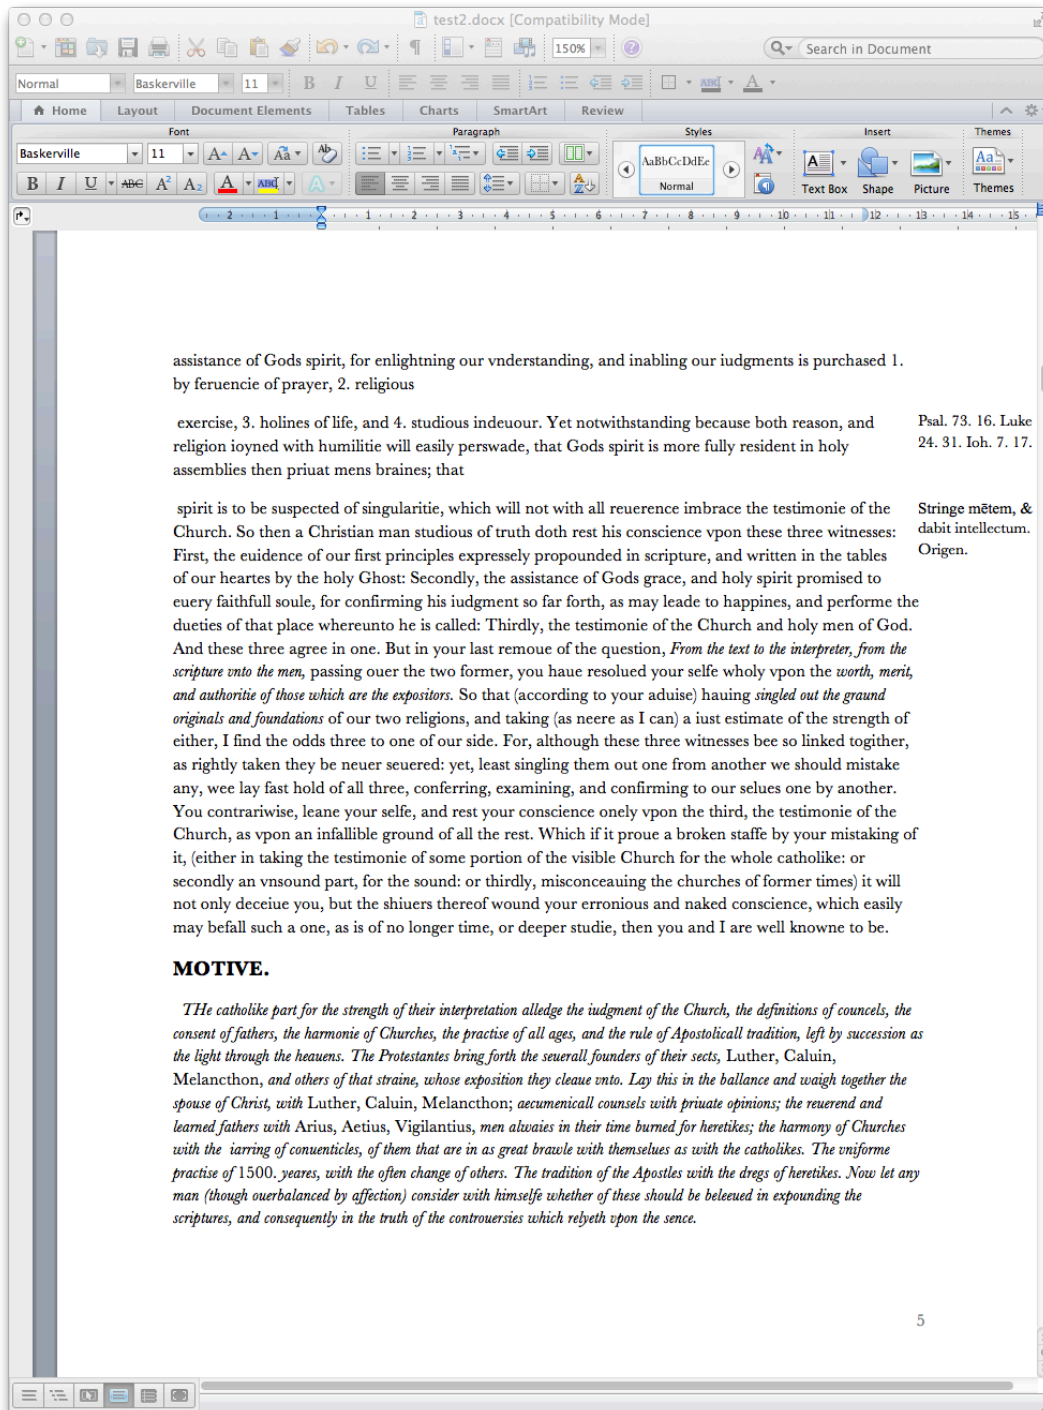 test2.docx [Compatibility Mode]
150%
Search in Document
Normal
Baskerville
11
B I U
ABC
A
Home
Layout
Document Elements
Tables
Charts
SmartArt
Review
Font
Paragraph
Styles
Insert
Themes
Baskerville
11
A A Aa Ab
AaBbCcDdEe
A
Aa
B I U ABC A² A₂ A ABC A
Normal
Text Box
Shape
Picture
Themes
2 1 1 2 3 4 5 6 7 8 9 10 11 12 13 14 15
assistance of Gods spirit, for enlightning our vnderstanding, and inabling our iudgments is purchased 1.
by feruencie of prayer, 2. religious
exercise, 3. holines of life, and 4. studious indeuour. Yet notwithstanding because both reason, and
religion ioyned with humilitie will easily perswade, that Gods spirit is more fully resident in holy
assemblies then priuat mens braines; that
Psal. 73. 16. Luke
24. 31. Ioh. 7. 17.
spirit is to be suspected of singularitie, which will not with all reuerence imbrace the testimonie of the
Church. So then a Christian man studious of truth doth rest his conscience vpon these three witnesses:
First, the euidence of our first principles expressely propounded in scripture, and written in the tables
of our heartes by the holy Ghost: Secondly, the assistance of Gods grace, and holy spirit promised to
euery faithfull soule, for confirming his iudgment so far forth, as may leade to happines, and performe the
dueties of that place whereunto he is called: Thirdly, the testimonie of the Church and holy men of God.
And these three agree in one. But in your last remoue of the question, From the text to the interpreter, from the
scripture vnto the men, passing ouer the two former, you haue resolued your selfe wholy vpon the worth, merit,
and authoritie of those which are the expositors. So that (according to your aduise) hauing singled out the graund
originals and foundations of our two religions, and taking (as neere as I can) a iust estimate of the strength of
either, I find the odds three to one of our side. For, although these three witnesses bee so linked togither,
as rightly taken they be neuer seuered: yet, least singling them out one from another we should mistake
any, wee lay fast hold of all three, conferring, examining, and confirming to our selues one by another.
You contrariwise, leane your selfe, and rest your conscience onely vpon the third, the testimonie of the
Church, as vpon an infallible ground of all the rest. Which if it proue a broken staffe by your mistaking of
it, (either in taking the testimonie of some portion of the visible Church for the whole catholike: or
secondly an vnsound part, for the sound: or thirdly, misconceauing the churches of former times) it will
not only deceiue you, but the shiuers thereof wound your erronious and naked conscience, which easily
may befall such a one, as is of no longer time, or deeper studie, then you and I are well knowne to be.
Stringe mētem, &
dabit intellectum.
Origen.
MOTIVE.
THe catholike part for the strength of their interpretation alledge the iudgment of the Church, the definitions of councels, the
consent of fathers, the harmonie of Churches, the practise of all ages, and the rule of Apostolicall tradition, left by succession as
the light through the heauens. The Protestantes bring forth the seuerall founders of their sects, Luther, Caluin,
Melancthon, and others of that straine, whose exposition they cleaue vnto. Lay this in the ballance and waigh together the
spouse of Christ, with Luther, Caluin, Melancthon; aecumenicall counsels with priuate opinions; the reuerend and
learned fathers with Arius, Aetius, Vigilantius, men alwaies in their time burned for heretikes; the harmony of Churches
with the iarring of conuenticles, of them that are in as great brawle with themselues as with the catholikes. The vniforme
practise of 1500. yeares, with the often change of others. The tradition of the Apostles with the dregs of heretikes. Now let any
man (though ouerbalanced by affection) consider with himselfe whether of these should be beleeued in expounding the
scriptures, and consequently in the truth of the controuersies which relyeth vpon the sence.
5